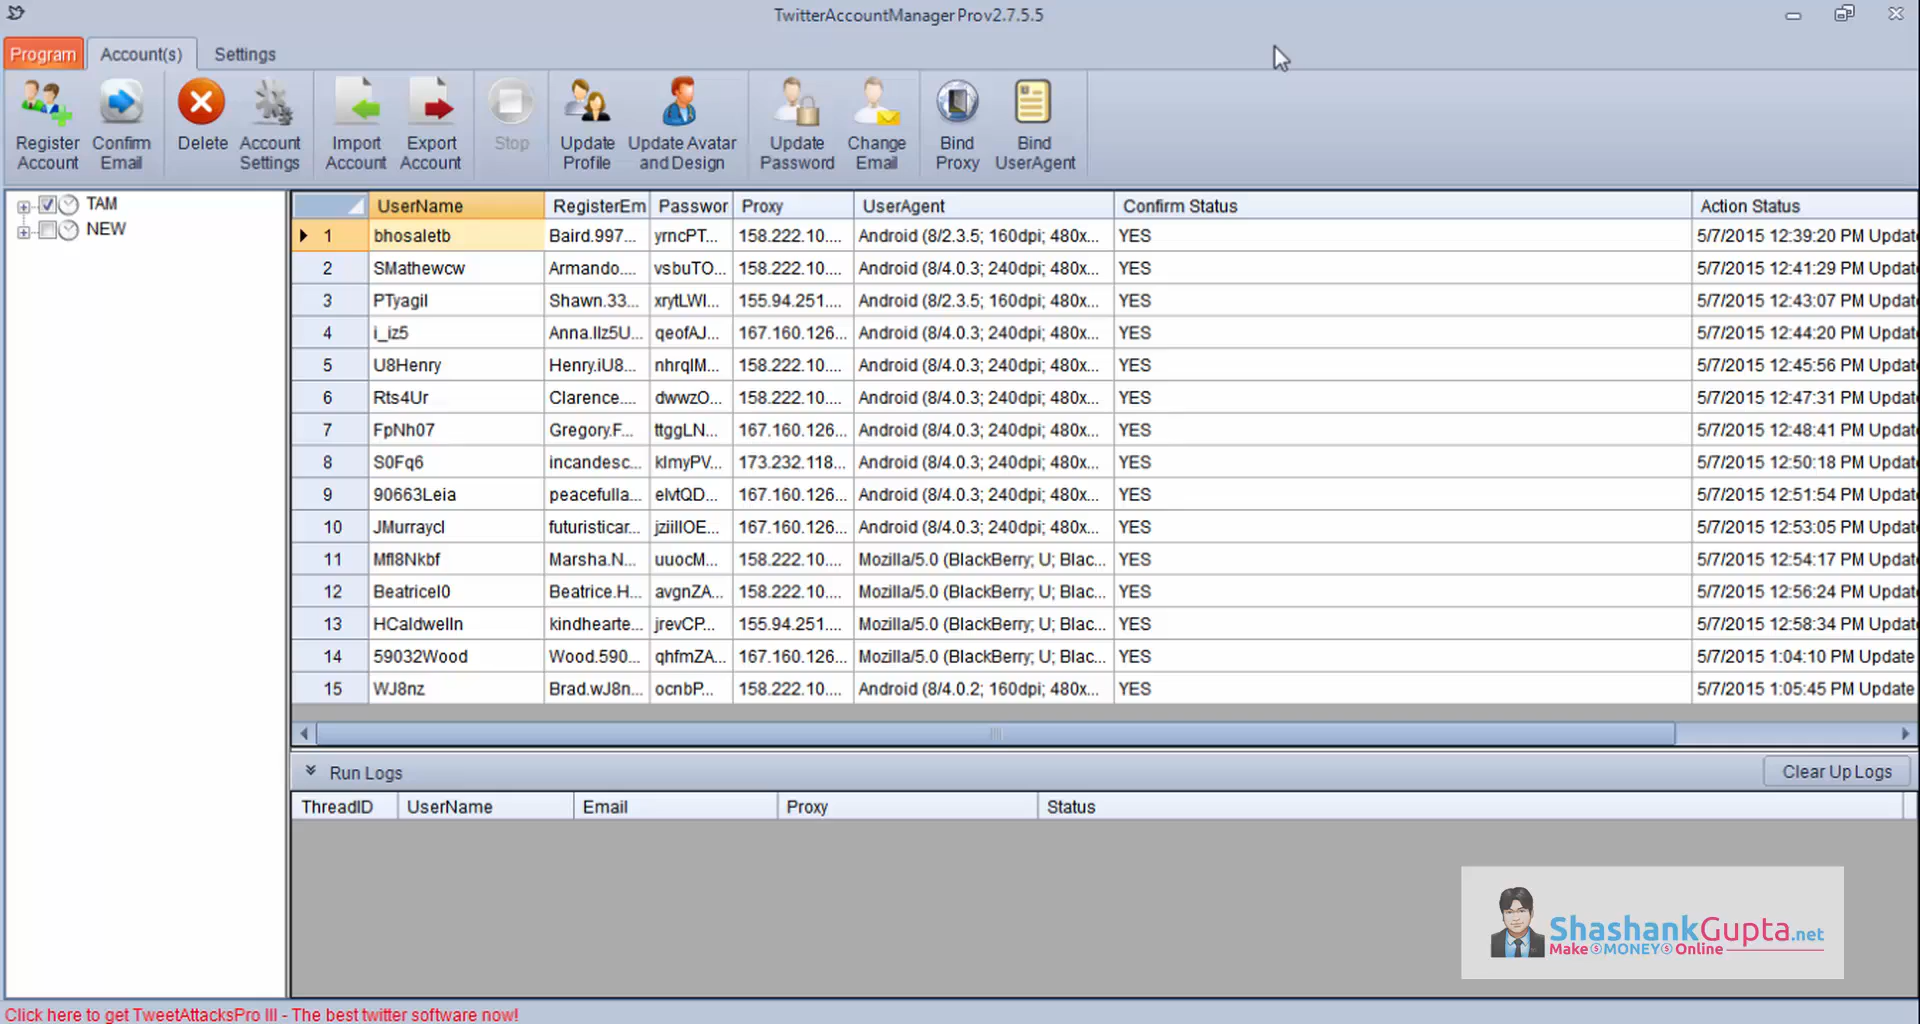 TwitterAccountManager Pro v2.7.5.5
Program Account(s) Settings
Register Account
Confirm Email
Delete
Account Settings
Import Account
Export Account
Stop
Update Profile
Update Avatar and Design
Update Password
Change Email
Bind Proxy
Bind UserAgent
TAM
NEW
UserName RegisterEm Passwor Proxy UserAgent Confirm Status Action Status
1 bhosaletb Baird.997... yrncPT... 158.222.10.... Android (8/2.3.5; 160dpi; 480x... YES 5/7/2015 12:39:20 PM Update
2 SMathewcw Armando.... vsbuTO... 158.222.10.... Android (8/4.0.3; 240dpi; 480x... YES 5/7/2015 12:41:29 PM Update
3 PTyagil Shawn.33... xrytLWI... 155.94.251.... Android (8/2.3.5; 160dpi; 480x... YES 5/7/2015 12:43:07 PM Update
4 i_iz5 Anna.IIz5U... qeofAJ... 167.160.126... Android (8/4.0.3; 240dpi; 480x... YES 5/7/2015 12:44:20 PM Update
5 U8Henry Henry.iU8... nhrqIM... 158.222.10.... Android (8/4.0.3; 240dpi; 480x... YES 5/7/2015 12:45:56 PM Update
6 Rts4Ur Clarence.... dwwzO... 158.222.10.... Android (8/4.0.3; 240dpi; 480x... YES 5/7/2015 12:47:31 PM Update
7 FpNh07 Gregory.F... ttggLN... 167.160.126... Android (8/4.0.3; 240dpi; 480x... YES 5/7/2015 12:48:41 PM Update
8 S0Fq6 incandesc... klmyPV... 173.232.118... Android (8/4.0.3; 240dpi; 480x... YES 5/7/2015 12:50:18 PM Update
9 90663Leia peacefulla... elvtQD... 167.160.126... Android (8/4.0.3; 240dpi; 480x... YES 5/7/2015 12:51:54 PM Update
10 JMurraycl futuristicar... jziilIOE... 167.160.126... Android (8/4.0.3; 240dpi; 480x... YES 5/7/2015 12:53:05 PM Update
11 Mfl8Nkbf Marsha.N... uuocM... 158.222.10.... Mozilla/5.0 (BlackBerry; U; Blac... YES 5/7/2015 12:54:17 PM Update
12 Beatricel0 Beatrice.H... avgnZA... 158.222.10.... Mozilla/5.0 (BlackBerry; U; Blac... YES 5/7/2015 12:56:24 PM Update
13 HCaldwelln kindhearte... jrevCP... 155.94.251.... Mozilla/5.0 (BlackBerry; U; Blac... YES 5/7/2015 12:58:34 PM Update
14 59032Wood Wood.590... qhfmZA... 167.160.126... Mozilla/5.0 (BlackBerry; U; Blac... YES 5/7/2015 1:04:10 PM Update
15 WJ8nz Brad.wJ8n... ocnbP... 158.222.10.... Android (8/4.0.2; 160dpi; 480x... YES 5/7/2015 1:05:45 PM Update
Run Logs Clear Up Logs
ThreadID UserName Email Proxy Status
ShashankGupta.net
Make $MONEY$ Online
Click here to get TweetAttacksPro III - The best twitter software now!